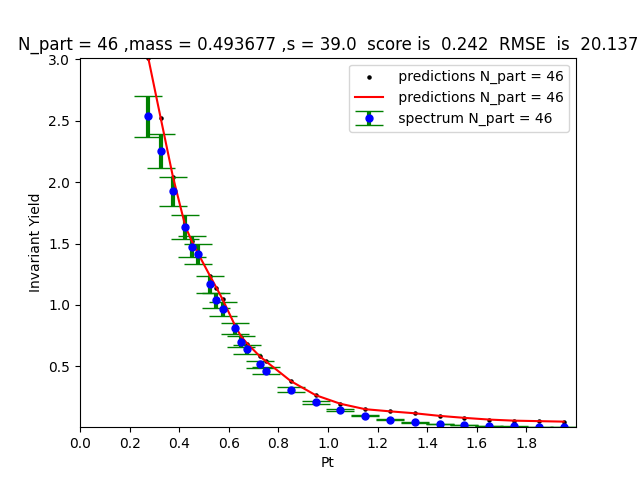 N_part = 46 ,mass = 0.493677 ,s = 39.0  score is  0.242  RMSE  is  20.137
predictions N_part = 46
predictions N_part = 46
spectrum N_part = 46
Invariant Yield
3.0
2.5
2.0
1.5
1.0
0.5
0.0 0.2 0.4 0.6 0.8 1.0 1.2 1.4 1.6 1.8
Pt